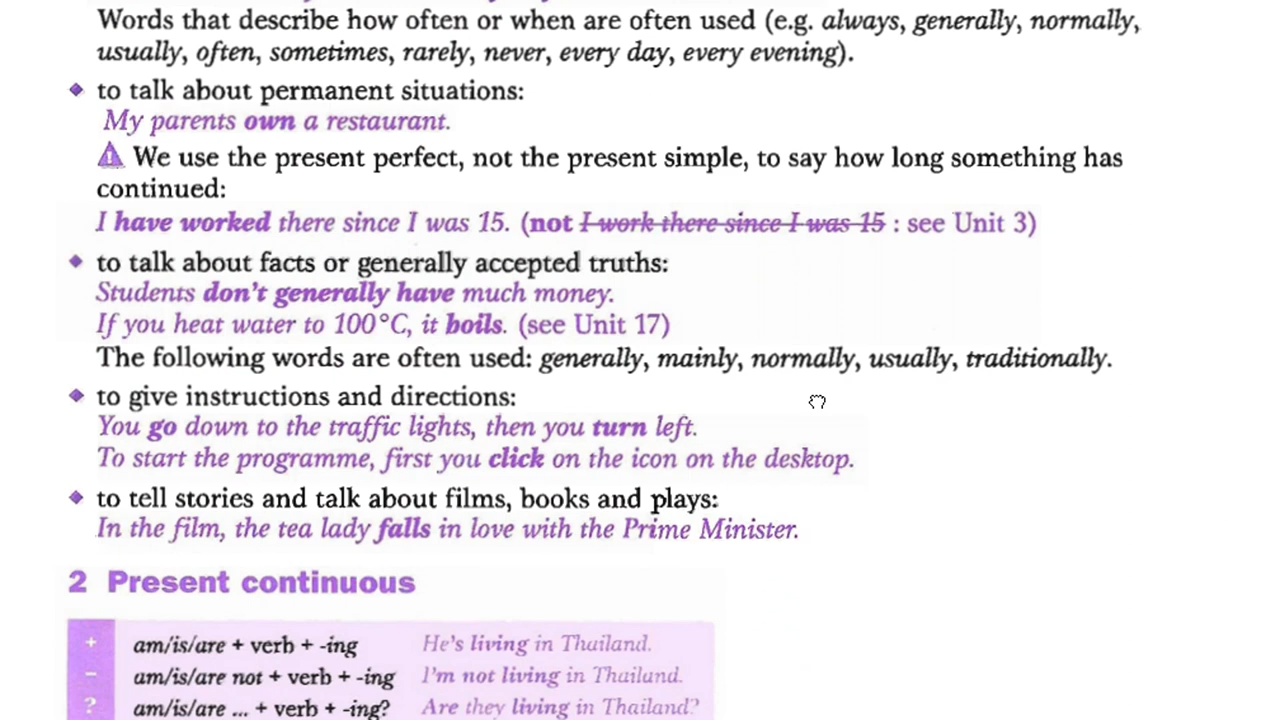 Words that describe how often or when are often used (e.g. always, generally, normally,
usually, often, sometimes, rarely, never, every day, every evening).
◆ to talk about permanent situations:
My parents own a restaurant.
⚠ We use the present perfect, not the present simple, to say how long something has
continued:
I have worked there since I was 15. (not I work there since I was 15 : see Unit 3)
◆ to talk about facts or generally accepted truths:
Students don't generally have much money.
If you heat water to 100°C, it boils. (see Unit 17)
The following words are often used: generally, mainly, normally, usually, traditionally.
◆ to give instructions and directions:
You go down to the traffic lights, then you turn left.
To start the programme, first you click on the icon on the desktop.
◆ to tell stories and talk about films, books and plays:
In the film, the tea lady falls in love with the Prime Minister.
2 Present continuous
+ am/is/are + verb + -ing He's living in Thailand.
– am/is/are not + verb + -ing I'm not living in Thailand.
? am/is/are ... + verb + -ing? Are they living in Thailand?